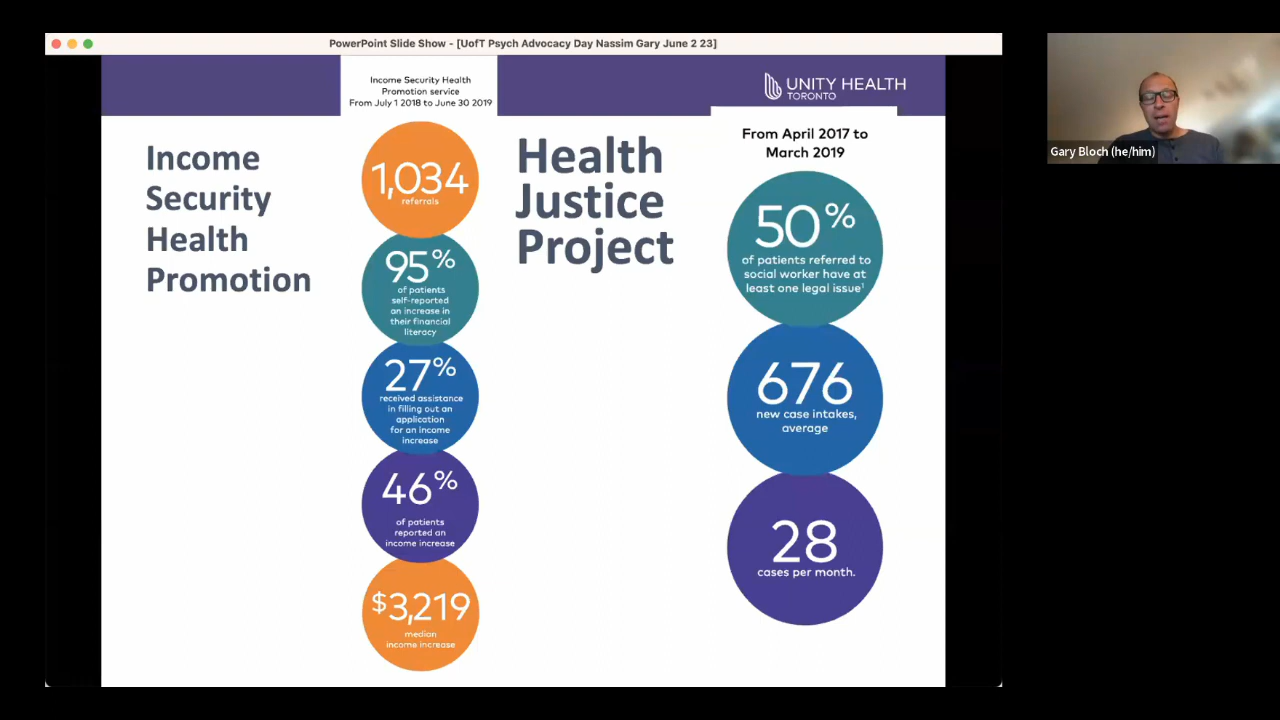 PowerPoint Slide Show - [UofT Psych Advocacy Day Nassim Gary June 2 23]
Income Security Health
Promotion service
From July 1 2018 to June 30 2019
UNITY HEALTH
TORONTO
Income
Security
Health
Promotion
1,034
referrals
95%
of patients
self-reported
an increase in
their financial
literacy
27%
received assistance
in filling out an
application
for an income
increase
46%
of patients
reported an
income increase
$3,219
median
income increase
Health
Justice
Project
From April 2017 to
March 2019
50%
of patients referred to
social worker have at
least one legal issue¹
676
new case intakes,
average
28
cases per month.
Gary Bloch (he/him)